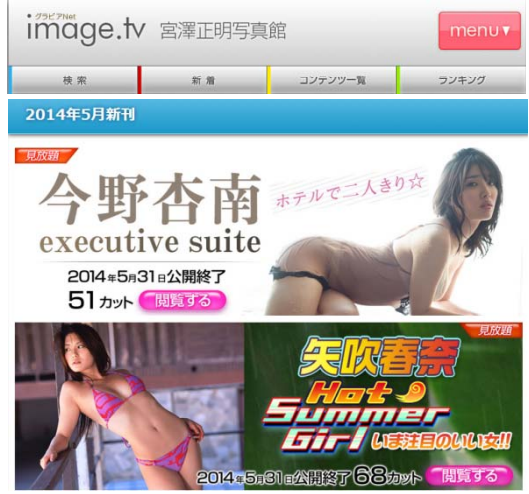 グラビアNet
image.tv 宮澤正明写真館
menu▼
検索 新着 コンテンツ一覧 ランキング
2014年5月新刊
見放題
今野杏南
ホテルで二人きり☆
executive suite
2014年5月31日公開終了
51カット 閲覧する
見放題
矢吹春奈
Hot
Summer
Girl いま注目のいい女!!
2014年5月31日公開終了 68カット 閲覧する